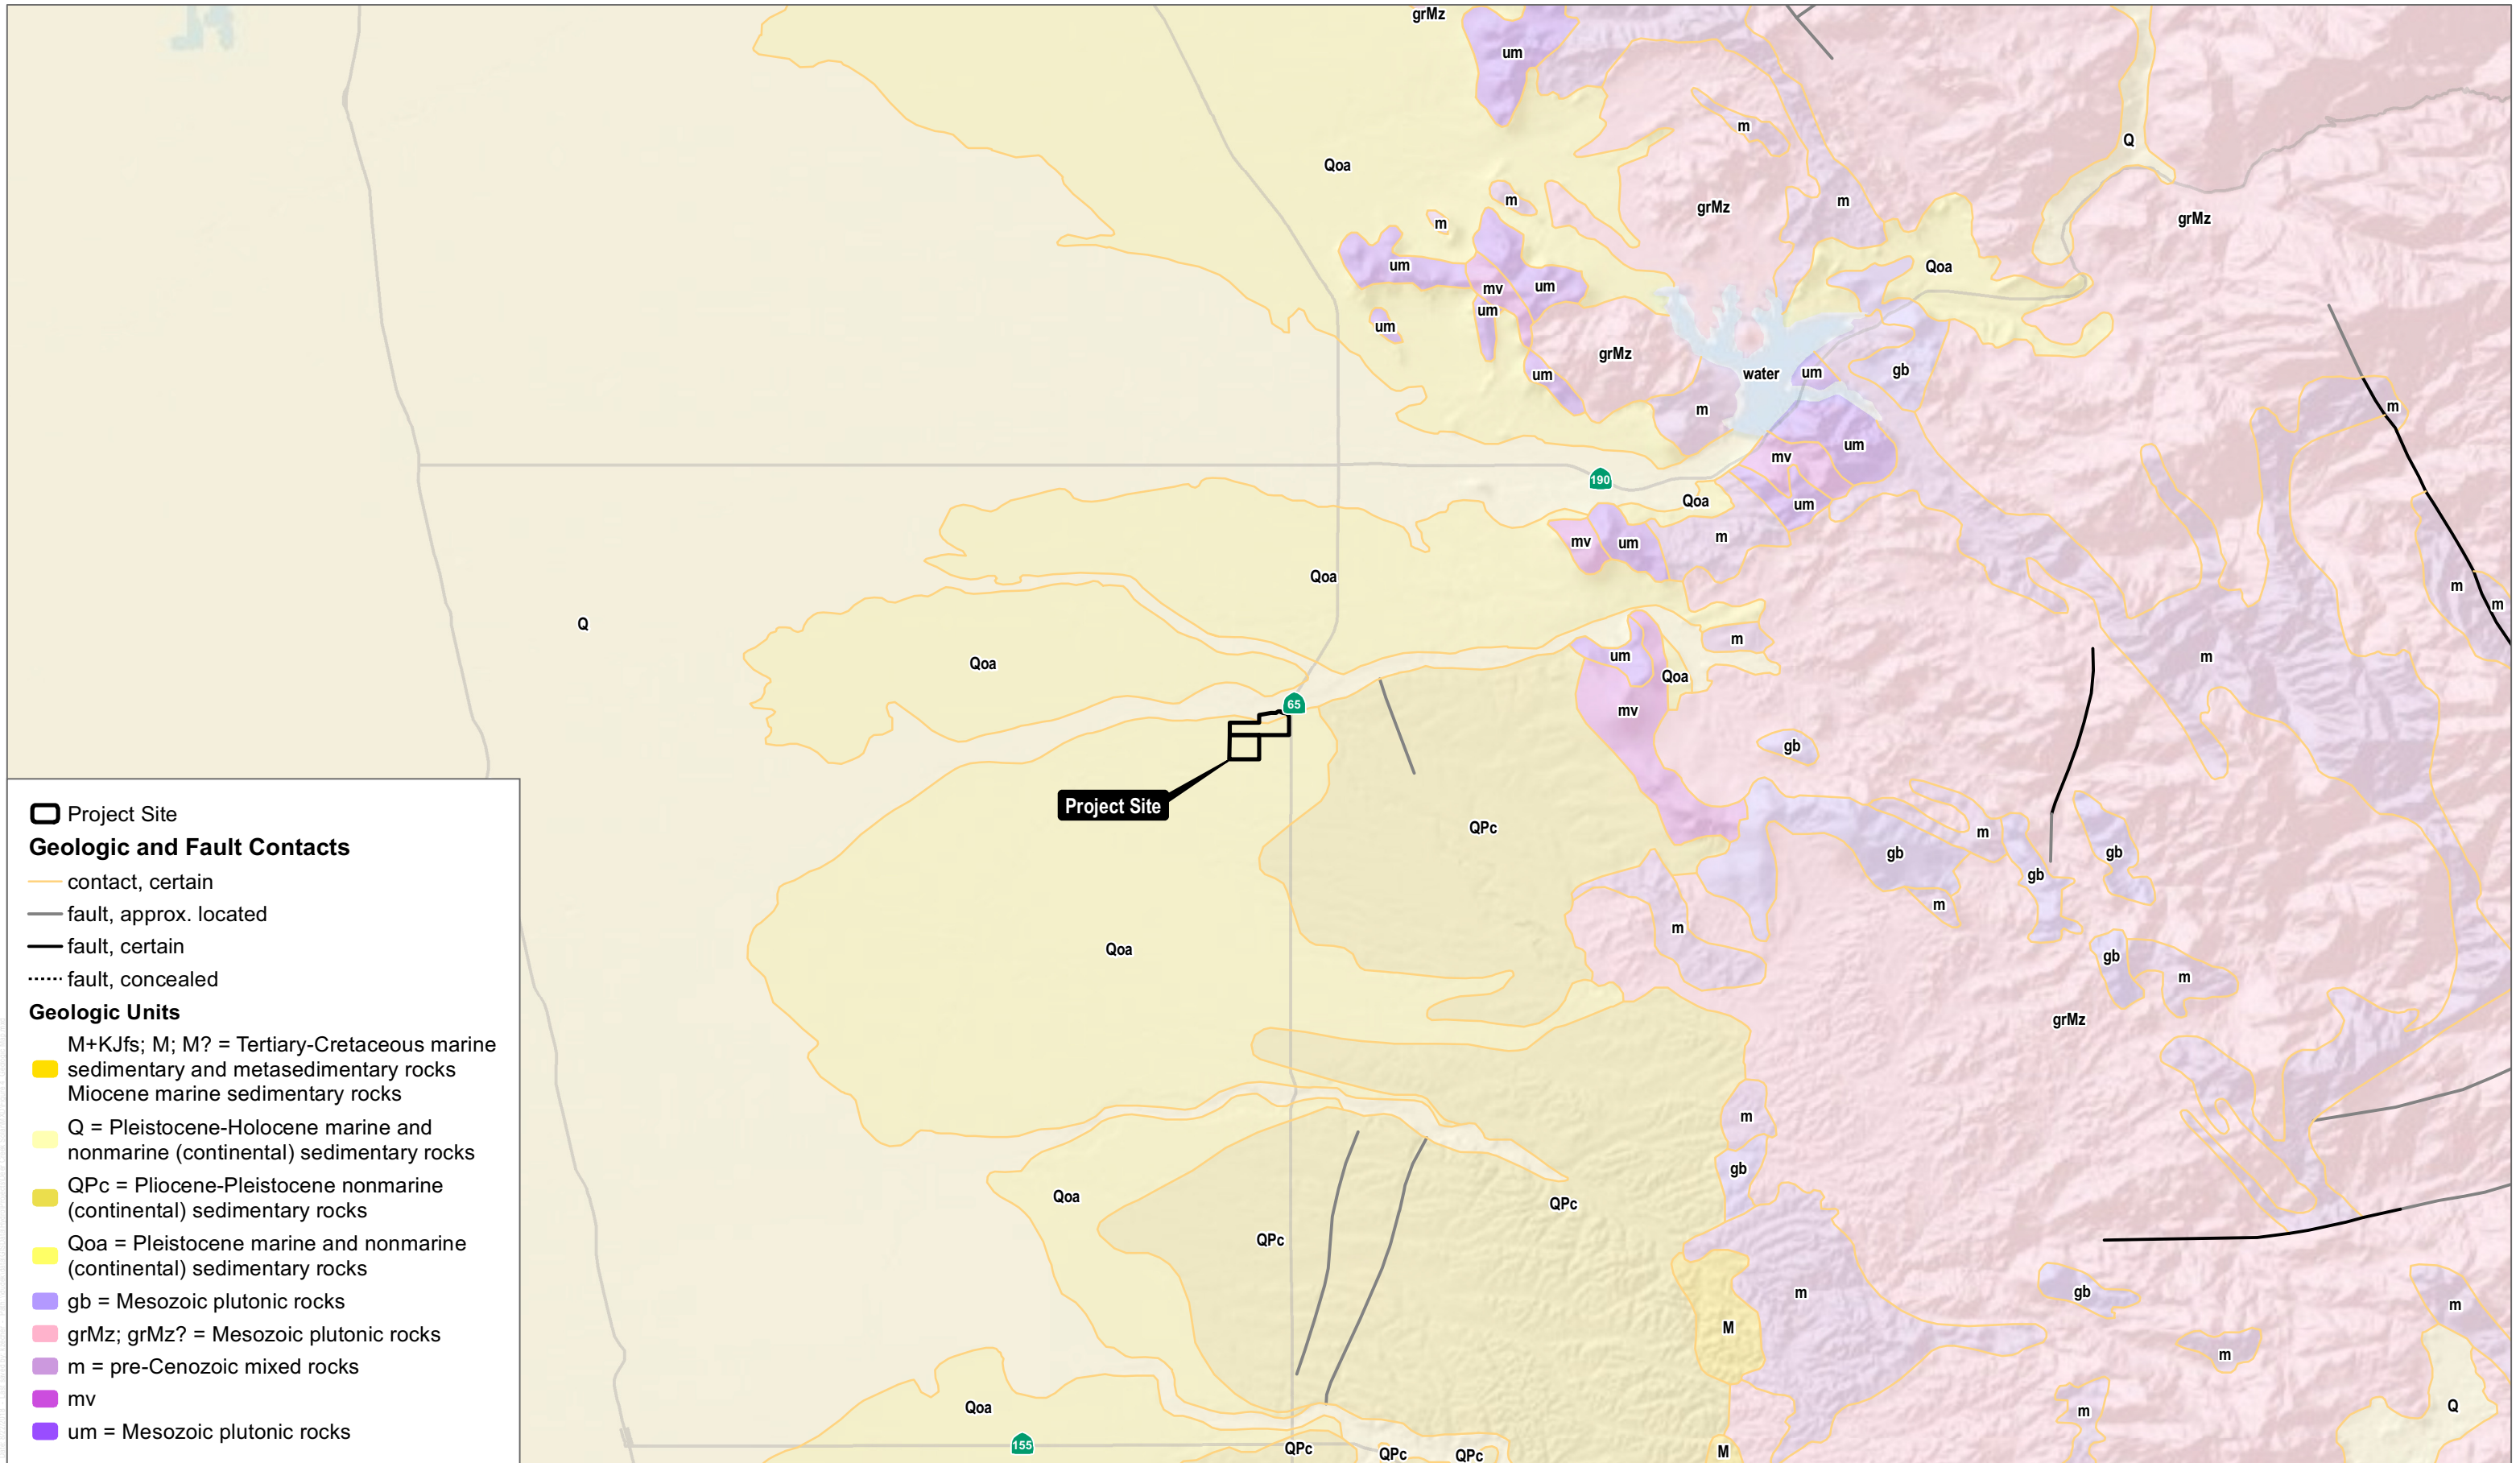 grMz
um
m
Q
Qoa
m
m
grMz
grMz
m
um
Qoa
mv
um
um
um
grMz
water
um
gb
um
m
m
um
mv
190
Qoa
um
mv
um
m
Qoa
m
m
Q
m
um
m
Qoa
Qoa
65
mv
gb
Project Site
QPc
m
gb
gb
gb
m
m
Qoa
gb
m
grMz
m
gb
Qoa
QPc
QPc
gb
m
m
M
m
Qoa
m
Q
155
QPc
QPc
QPc
M
Project Site
Geologic and Fault Contacts
contact, certain
fault, approx. located
fault, certain
fault, concealed
Geologic Units
M+KJfs; M; M? = Tertiary-Cretaceous marine
sedimentary and metasedimentary rocks
Miocene marine sedimentary rocks
Q = Pleistocene-Holocene marine and
nonmarine (continental) sedimentary rocks
QPc = Pliocene-Pleistocene nonmarine
(continental) sedimentary rocks
Qoa = Pleistocene marine and nonmarine
(continental) sedimentary rocks
gb = Mesozoic plutonic rocks
grMz; grMz? = Mesozoic plutonic rocks
m = pre-Cenozoic mixed rocks
mv
um = Mesozoic plutonic rocks